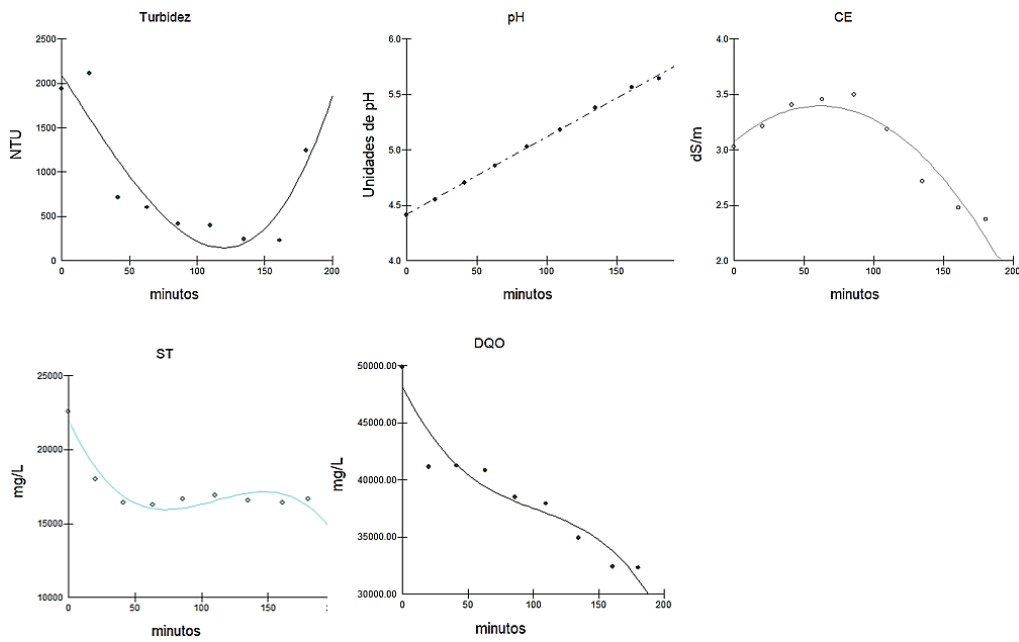 Turbidez
2500
2000
1500
1000
500
0
NTU
0 50 100 150 200
minutos
pH
6.0
5.5
5.0
4.5
4.0
Unidades de pH
0 50 100 150
minutos
CE
4.0
3.5
3.0
2.5
2.0
dS/m
0 50 100 150 200
minutos
ST
25000
20000
15000
10000
mg/L
0 50 100 150
minutos
DQO
50000.00
45000.00
40000.00
35000.00
30000.00
mg/L
0 50 100 150 200
minutos